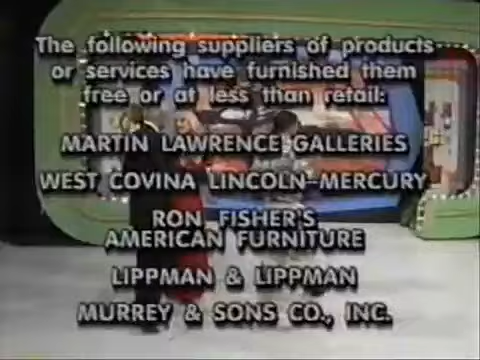 The following suppliers of products
or services have furnished them
free or at less than retail:
MARTIN LAWRENCE GALLERIES
WEST COVINA LINCOLN-MERCURY
RON FISHER'S
AMERICAN FURNITURE
LIPPMAN & LIPPMAN
MURREY & SONS CO., INC.